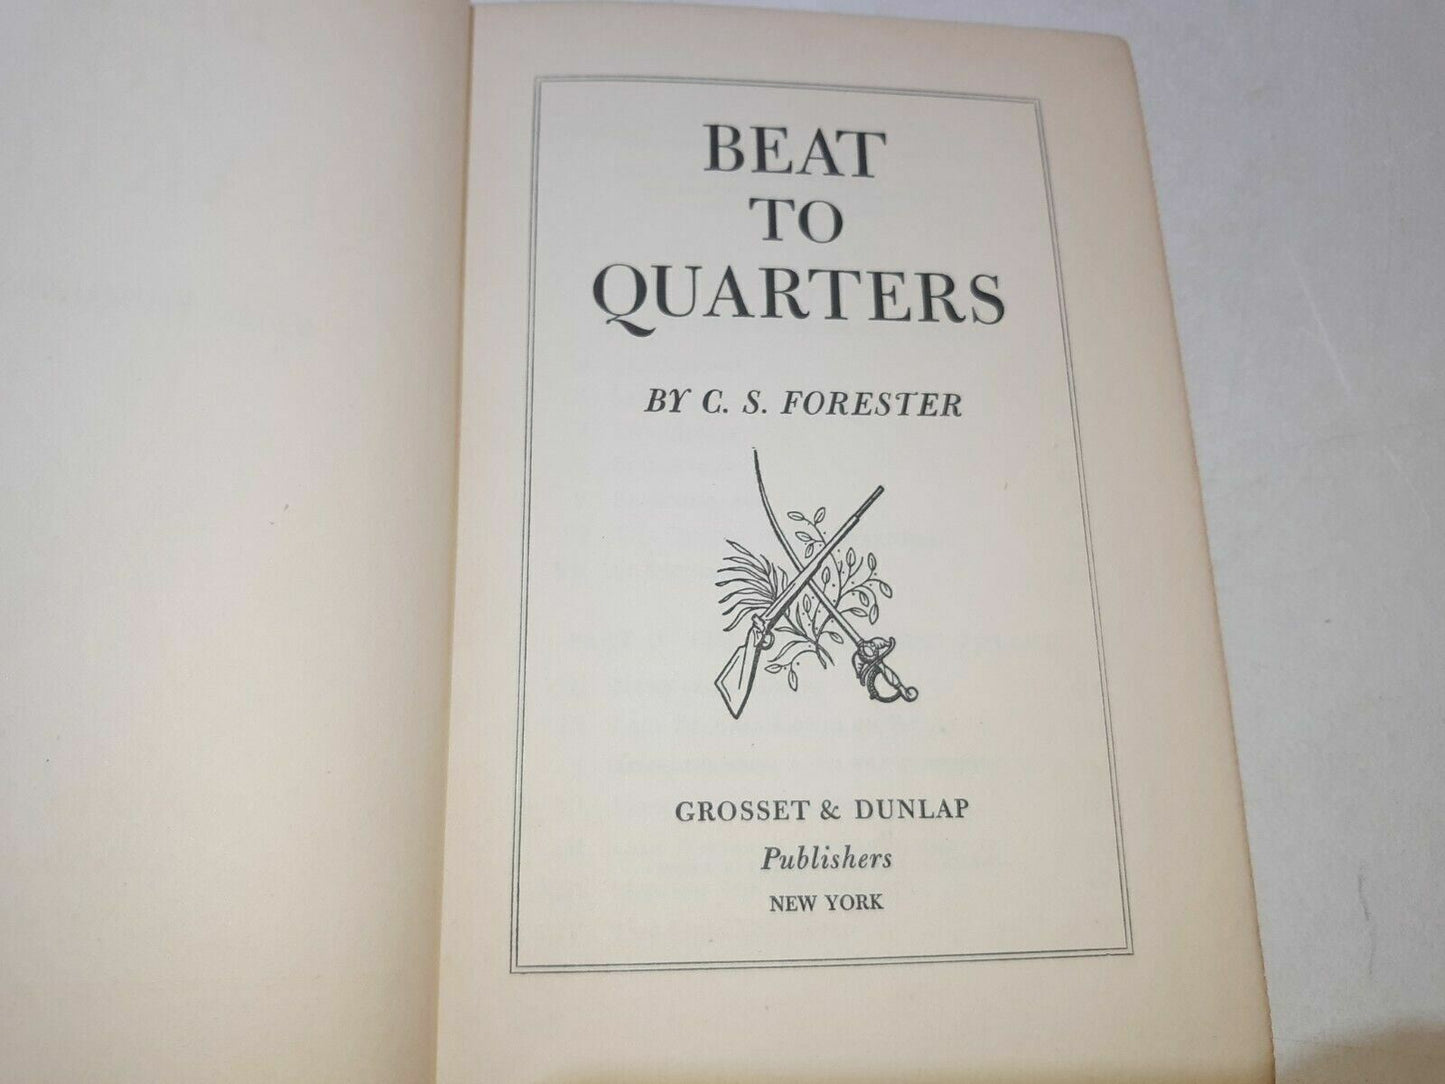 BEAT
TO
QUARTERS
BY C. S. FORESTER
GROSSET & DUNLAP
Publishers
NEW YORK